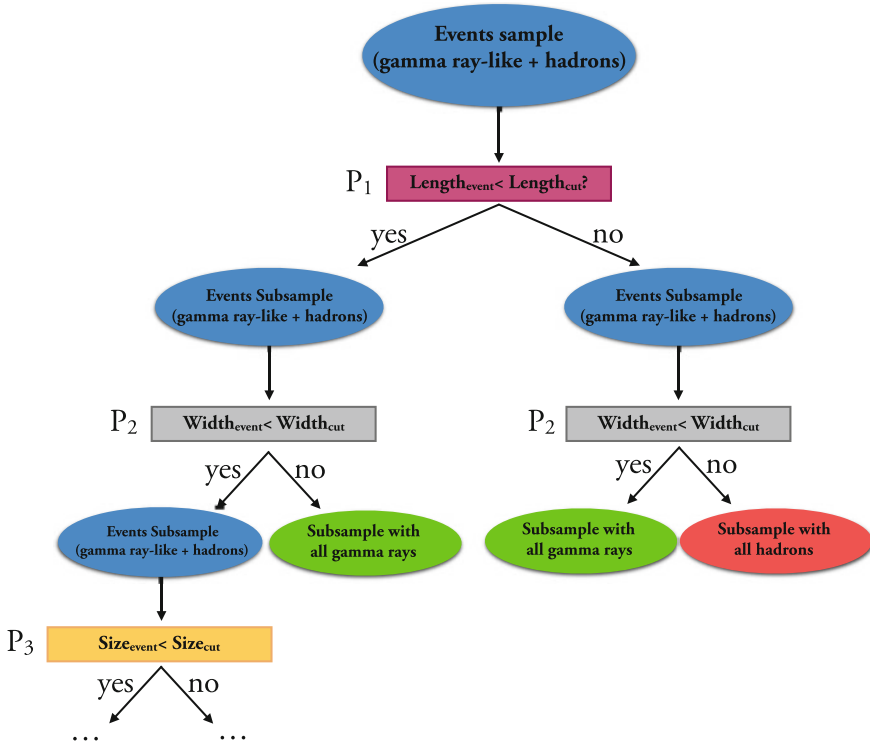 Events sample
(gamma ray-like + hadrons)
P1
Lengthevent< Lengthcut?
yes
no
Events Subsample
(gamma ray-like + hadrons)
Events Subsample
(gamma ray-like + hadrons)
P2
Widthevent< Widthcut
P2
Widthevent< Widthcut
yes
no
yes
no
Events Subsample
(gamma ray-like + hadrons)
Subsample with
all gamma rays
Subsample with
all gamma rays
Subsample with
all hadrons
P3
Sizeevent< Sizecut
yes
no
...
...